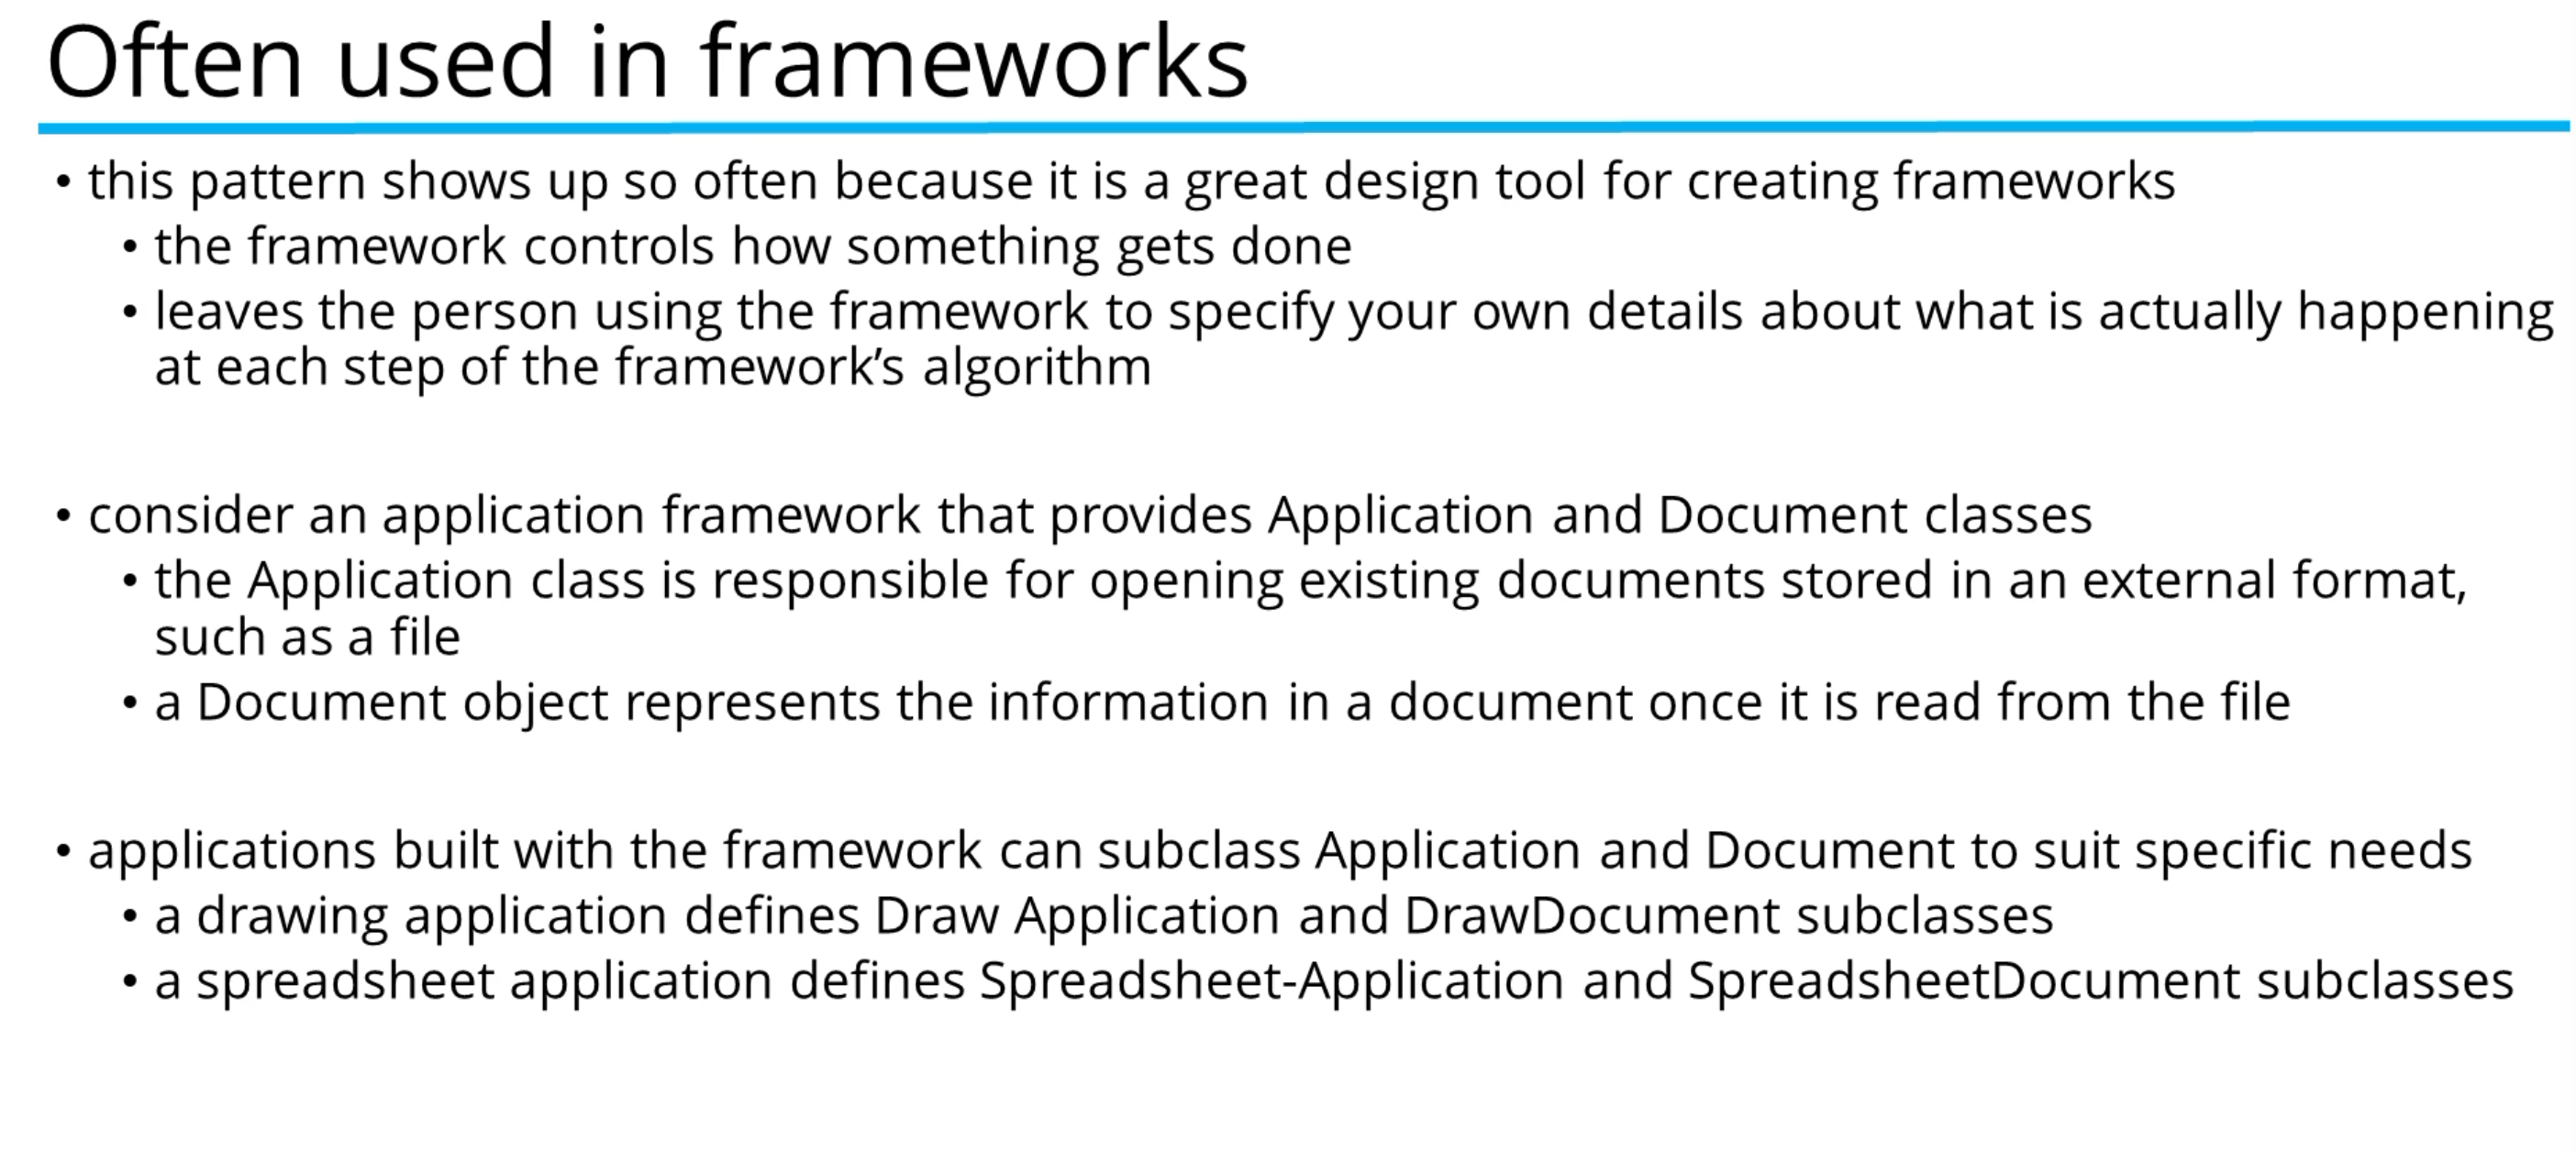 Often used in frameworks
• this pattern shows up so often because it is a great design tool for creating frameworks
• the framework controls how something gets done
• leaves the person using the framework to specify your own details about what is actually happening
at each step of the framework’s algorithm
• consider an application framework that provides Application and Document classes
• the Application class is responsible for opening existing documents stored in an external format,
such as a file
• a Document object represents the information in a document once it is read from the file
• applications built with the framework can subclass Application and Document to suit specific needs
• a drawing application defines Draw Application and DrawDocument subclasses
• a spreadsheet application defines Spreadsheet-Application and SpreadsheetDocument subclasses